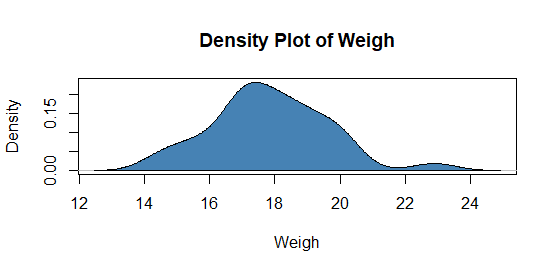 Density Plot of Weigh
Density
0.00 0.15
12 14 16 18 20 22 24
Weigh